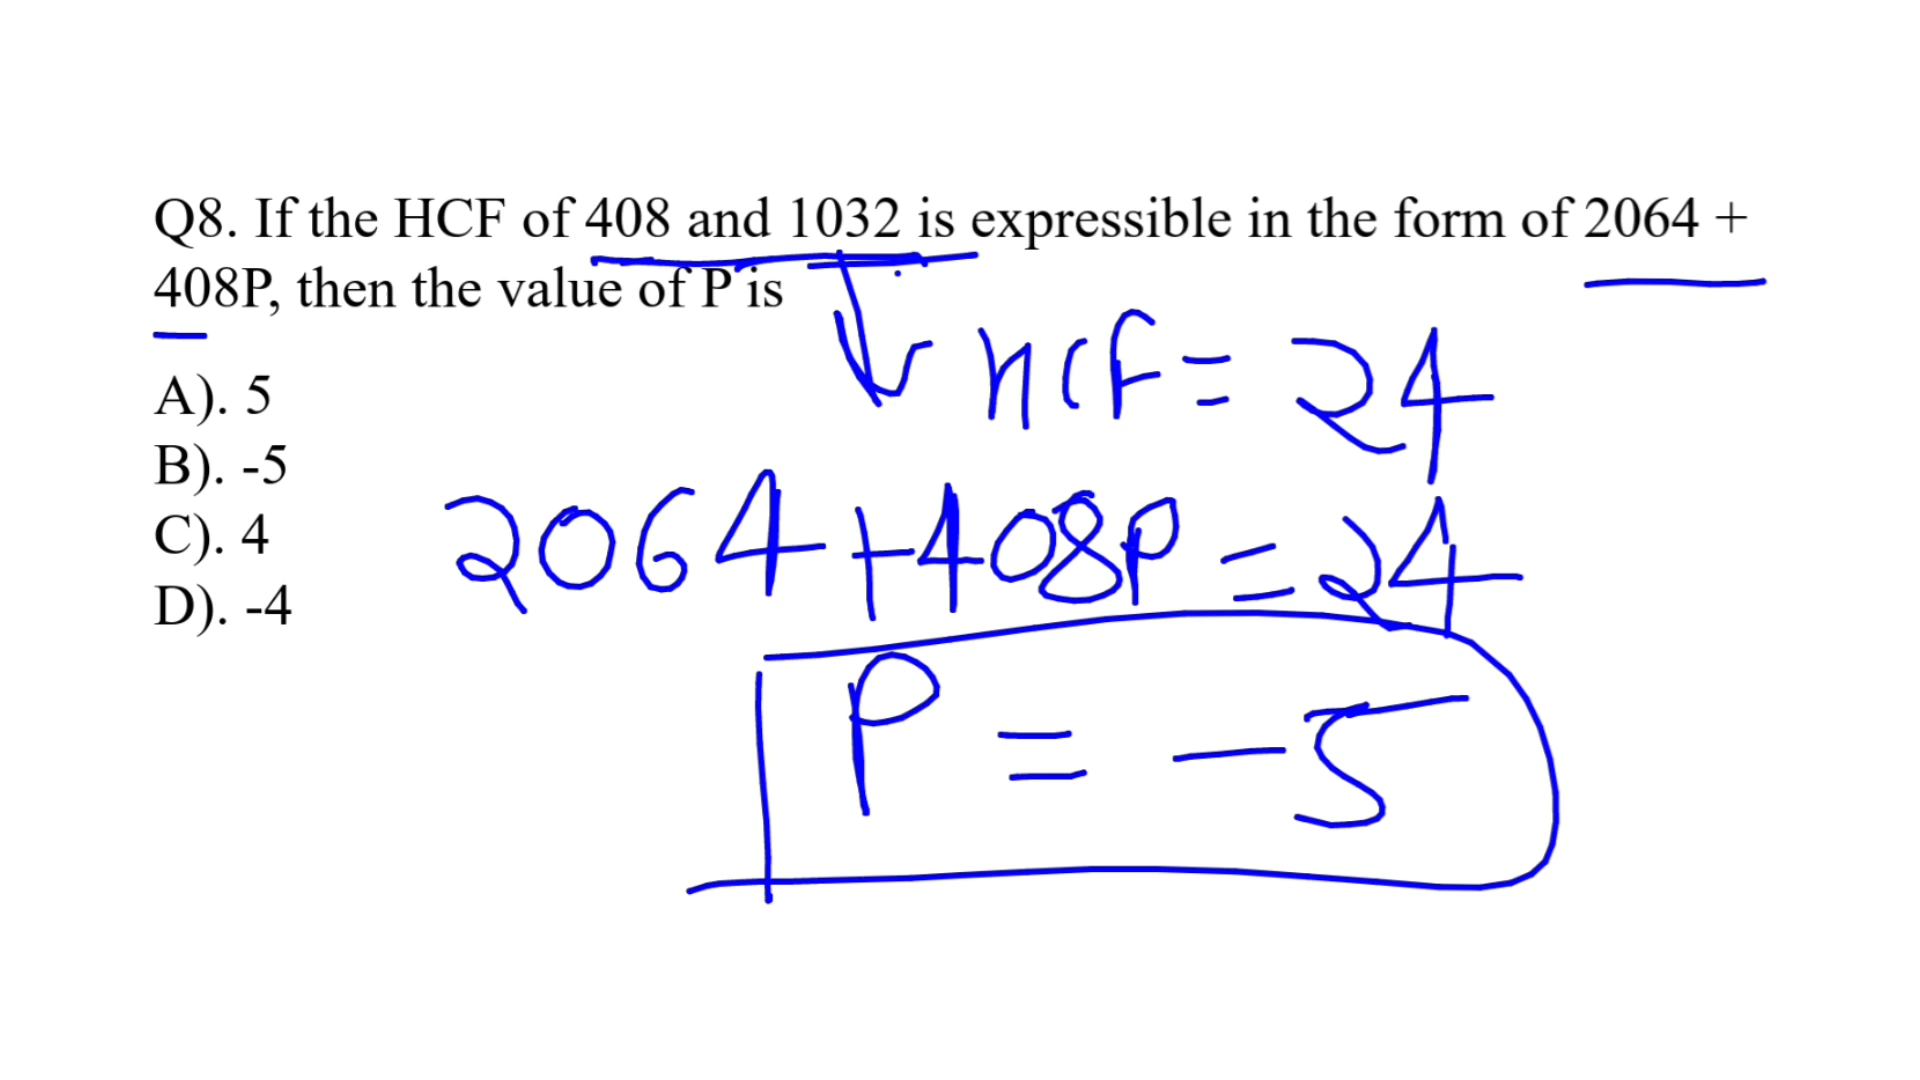 Q8. If the HCF of 408 and 1032 is expressible in the form of 2064 +
408P, then the value of P is
HCF = 24
A). 5
B). -5
C). 4
D). -4
2064+408P = 24
P = -5